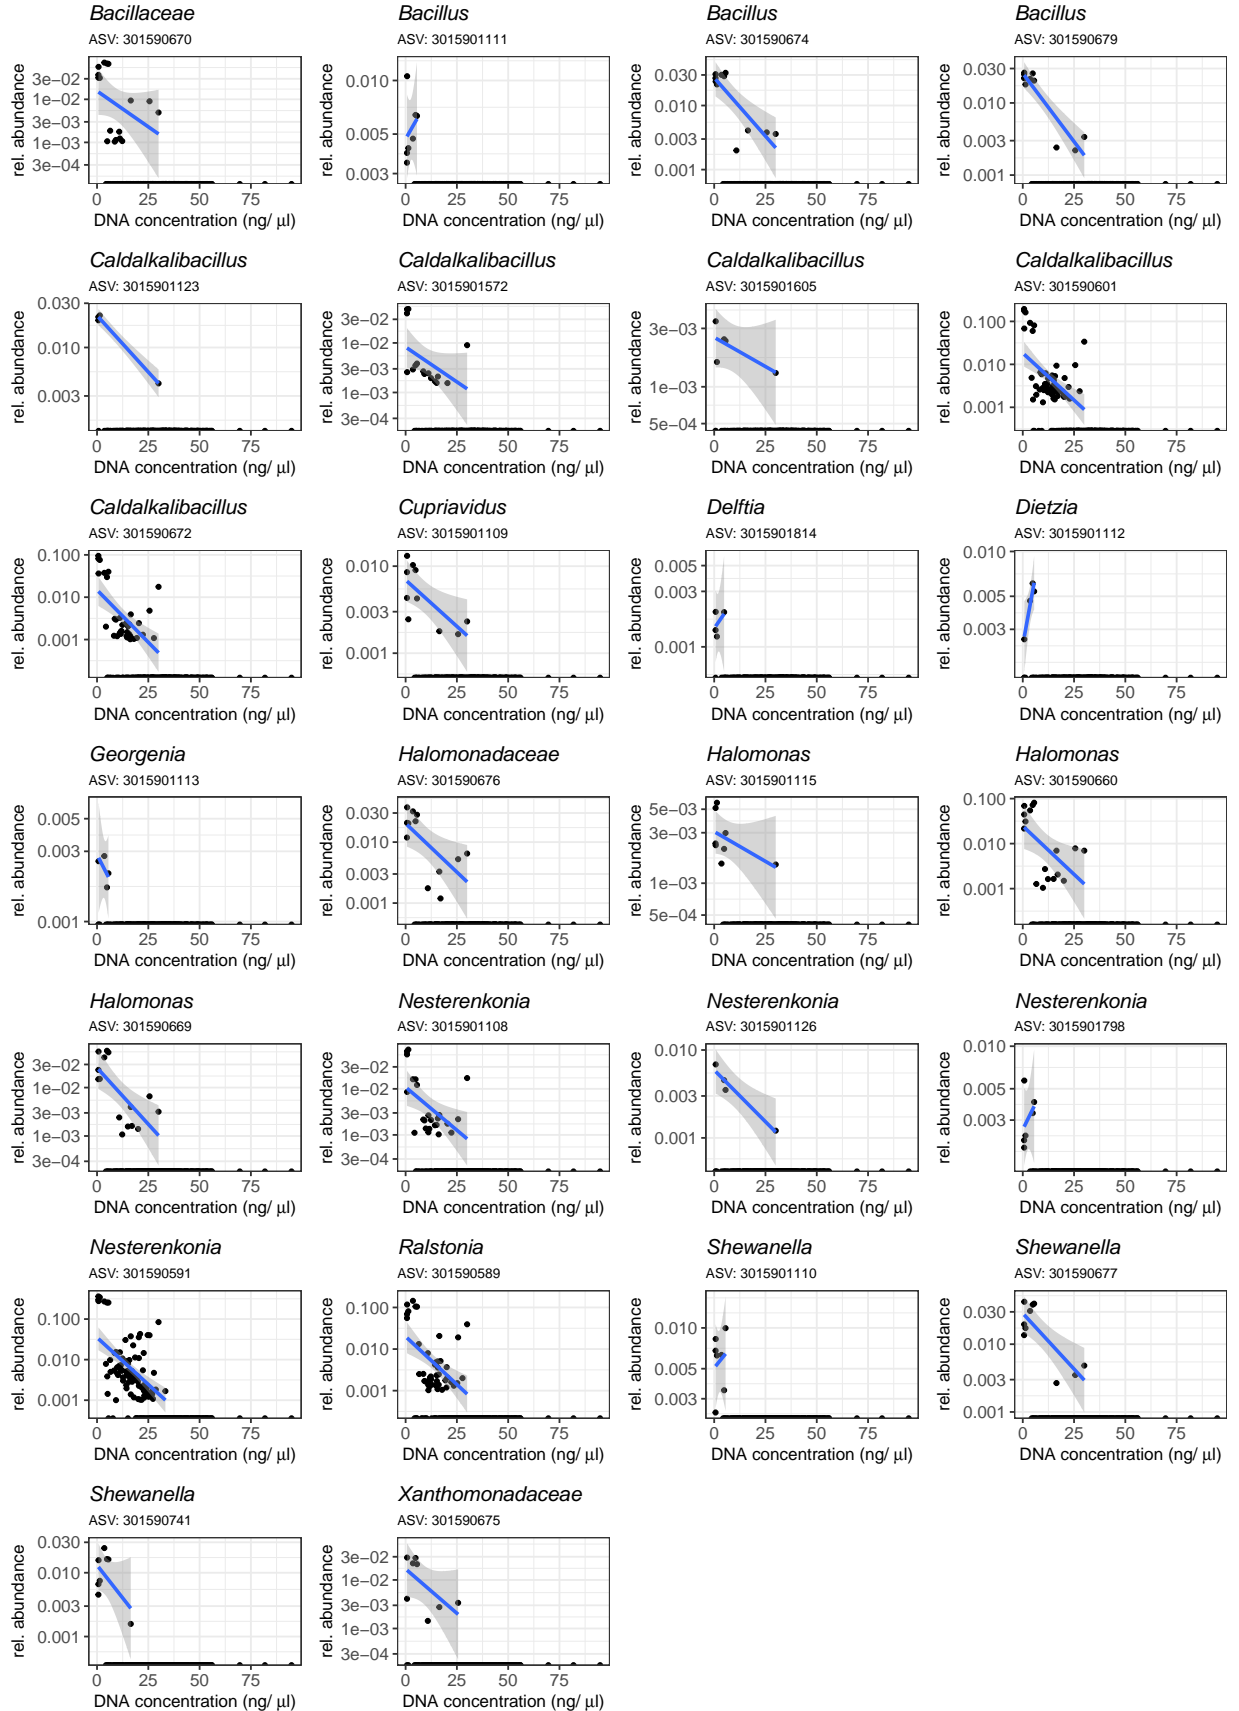 Bacillaceae
ASV: 301590670
rel. abundance
3e−02
1e−02
3e−03
1e−03
3e−04
0 25 50 75
DNA concentration (ng/ μl)
Bacillus
ASV: 3015901111
rel. abundance
0.010
0.005
0.003
0 25 50 75
DNA concentration (ng/ μl)
Bacillus
ASV: 301590674
rel. abundance
0.030
0.010
0.003
0.001
0 25 50 75
DNA concentration (ng/ μl)
Bacillus
ASV: 301590679
rel. abundance
0.030
0.010
0.003
0.001
0 25 50 75
DNA concentration (ng/ μl)
Caldalkalibacillus
ASV: 3015901123
rel. abundance
0.030
0.010
0.003
0 25 50 75
DNA concentration (ng/ μl)
Caldalkalibacillus
ASV: 3015901572
rel. abundance
3e−02
1e−02
3e−03
1e−03
3e−04
0 25 50 75
DNA concentration (ng/ μl)
Caldalkalibacillus
ASV: 3015901605
rel. abundance
3e−03
1e−03
5e−04
0 25 50 75
DNA concentration (ng/ μl)
Caldalkalibacillus
ASV: 301590601
rel. abundance
0.100
0.010
0.001
0 25 50 75
DNA concentration (ng/ μl)
Caldalkalibacillus
ASV: 301590672
rel. abundance
0.100
0.010
0.001
0 25 50 75
DNA concentration (ng/ μl)
Cupriavidus
ASV: 3015901109
rel. abundance
0.010
0.003
0.001
0 25 50 75
DNA concentration (ng/ μl)
Delftia
ASV: 3015901814
rel. abundance
0.005
0.003
0.001
0 25 50 75
DNA concentration (ng/ μl)
Dietzia
ASV: 3015901112
rel. abundance
0.010
0.005
0.003
0 25 50 75
DNA concentration (ng/ μl)
Georgenia
ASV: 3015901113
rel. abundance
0.005
0.003
0.001
0 25 50 75
DNA concentration (ng/ μl)
Halomonadaceae
ASV: 301590676
rel. abundance
0.030
0.010
0.003
0.001
0 25 50 75
DNA concentration (ng/ μl)
Halomonas
ASV: 3015901115
rel. abundance
5e−03
3e−03
1e−03
5e−04
0 25 50 75
DNA concentration (ng/ μl)
Halomonas
ASV: 301590660
rel. abundance
0.100
0.010
0.001
0 25 50 75
DNA concentration (ng/ μl)
Halomonas
ASV: 301590669
rel. abundance
3e−02
1e−02
3e−03
1e−03
3e−04
0 25 50 75
DNA concentration (ng/ μl)
Nesterenkonia
ASV: 3015901108
rel. abundance
3e−02
1e−02
3e−03
1e−03
3e−04
0 25 50 75
DNA concentration (ng/ μl)
Nesterenkonia
ASV: 3015901126
rel. abundance
0.010
0.003
0.001
0 25 50 75
DNA concentration (ng/ μl)
Nesterenkonia
ASV: 3015901798
rel. abundance
0.010
0.005
0.003
0 25 50 75
DNA concentration (ng/ μl)
Nesterenkonia
ASV: 301590591
rel. abundance
0.100
0.010
0.001
0 25 50 75
DNA concentration (ng/ μl)
Ralstonia
ASV: 301590589
rel. abundance
0.100
0.010
0.001
0 25 50 75
DNA concentration (ng/ μl)
Shewanella
ASV: 3015901110
rel. abundance
0.010
0.005
0.003
0 25 50 75
DNA concentration (ng/ μl)
Shewanella
ASV: 301590677
rel. abundance
0.030
0.010
0.003
0.001
0 25 50 75
DNA concentration (ng/ μl)
Shewanella
ASV: 301590741
rel. abundance
0.030
0.010
0.003
0.001
0 25 50 75
DNA concentration (ng/ μl)
Xanthomonadaceae
ASV: 301590675
rel. abundance
3e−02
1e−02
3e−03
1e−03
3e−04
0 25 50 75
DNA concentration (ng/ μl)